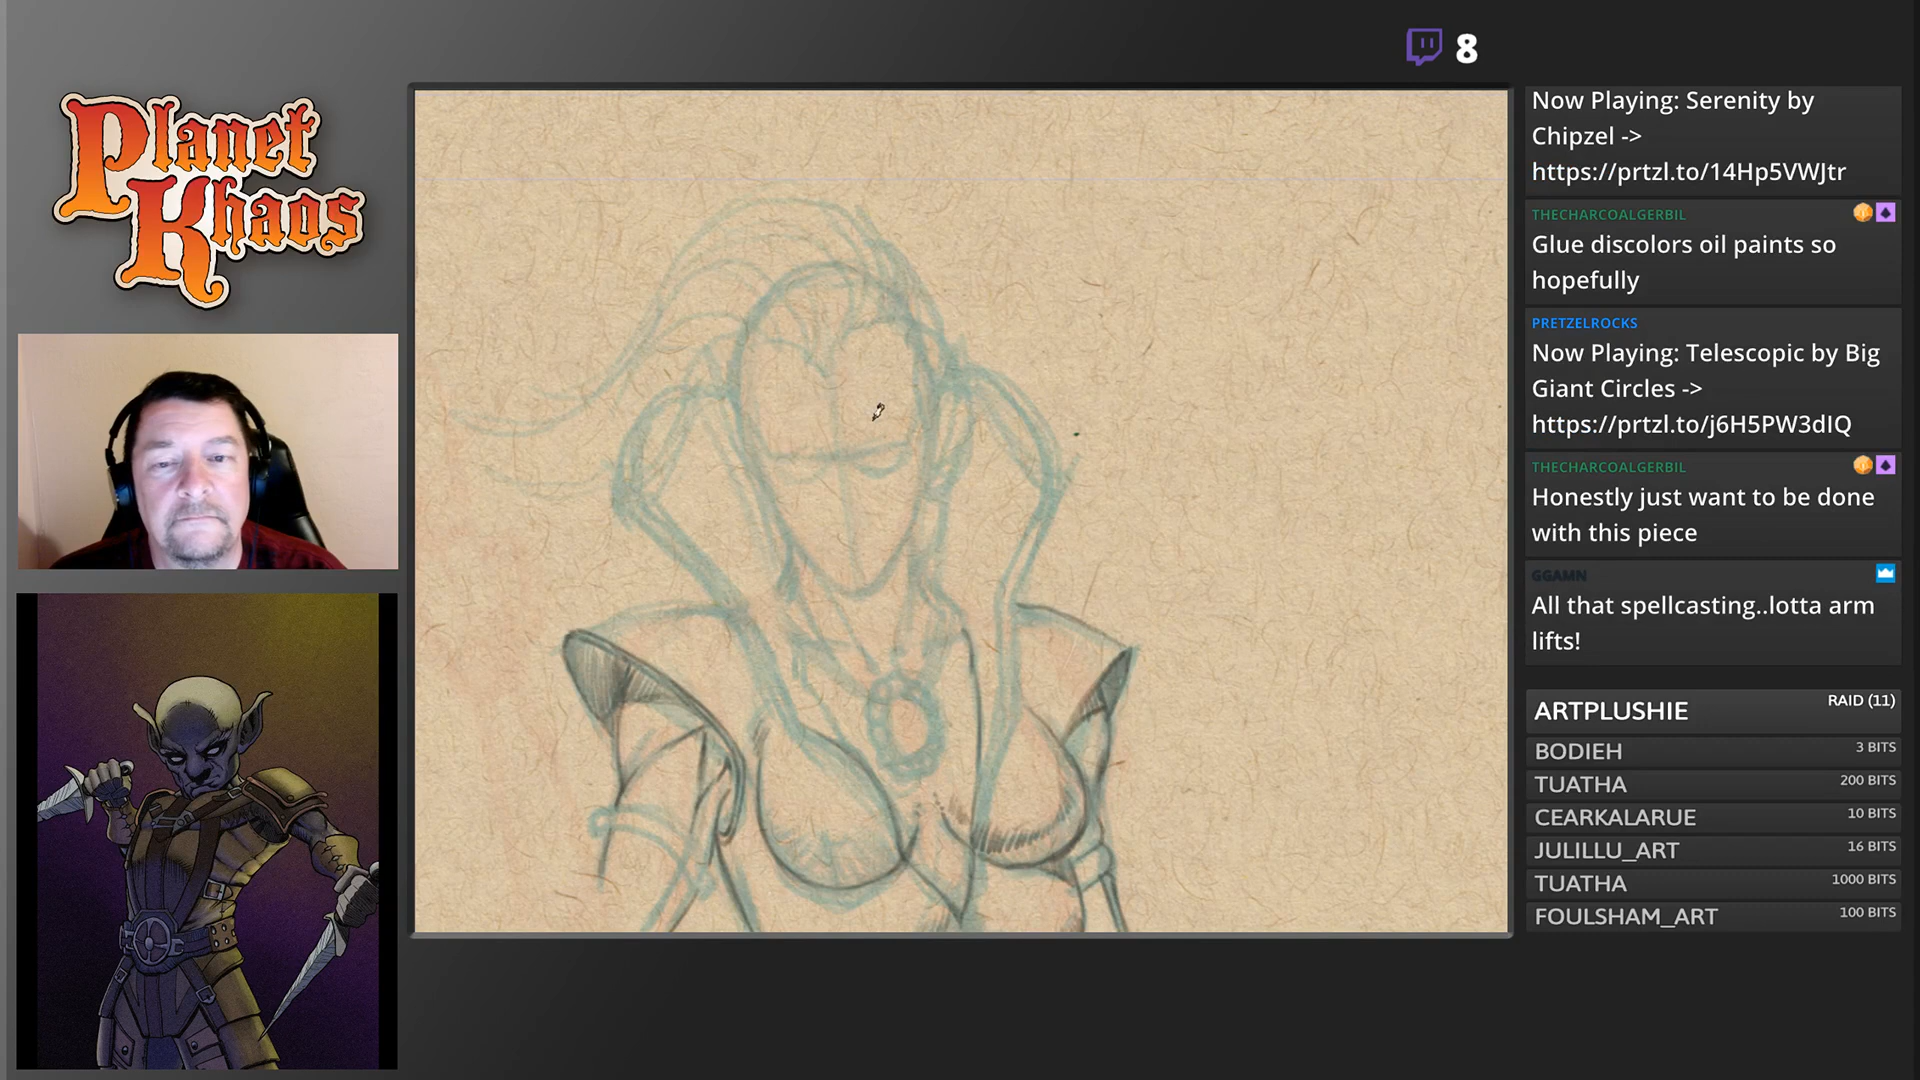 8
Planet
Khaos
Now Playing: Serenity by
Chipzel ->
https://prtzl.to/14Hp5VWJtr
THECHARCOALGERBIL
Glue discolors oil paints so
hopefully
PRETZELROCKS
Now Playing: Telescopic by Big
Giant Circles ->
https://prtzl.to/j6H5PW3dIQ
THECHARCOALGERBIL
Honestly just want to be done
with this piece
GGAMN
All that spellcasting..lotta arm
lifts!
ARTPLUSHIE RAID (11)
BODIEH 3 BITS
TUATHA 200 BITS
CEARKALARUE 10 BITS
JULILLU_ART 16 BITS
TUATHA 1000 BITS
FOULSHAM_ART 100 BITS